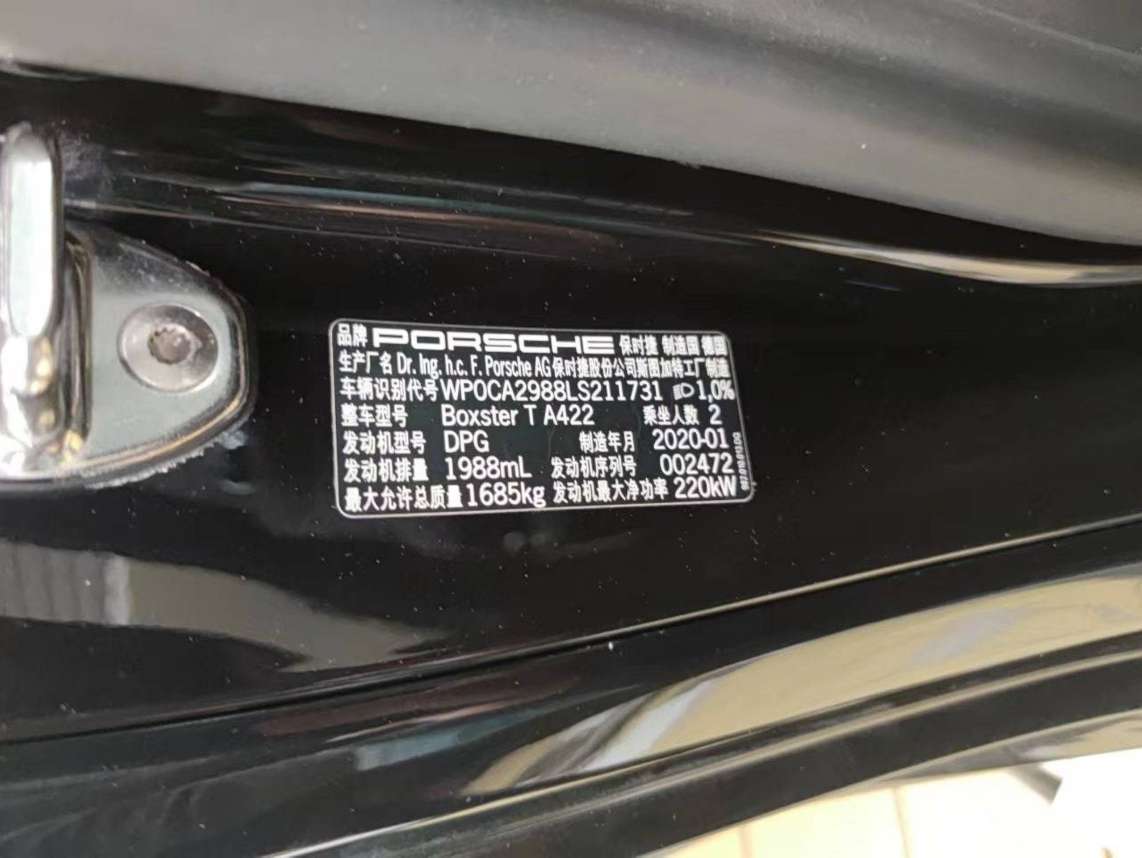 品牌 PORSCHE 保时捷 制造国 德国
生产厂名 Dr. Ing. h.c. F. Porsche AG 保时捷股份公司斯图加特工厂制造
车辆识别代号 WP0CA2988LS211731 1,0%
整车型号 Boxster T A422 乘坐人数 2
发动机型号 DPG 制造年月 2020-01
发动机排量 1988mL 发动机序列号 002472
最大允许总质量 1685kg 发动机最大净功率 220kW